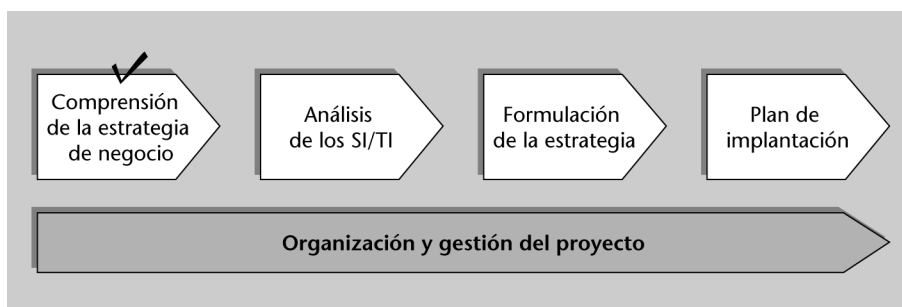 Comprensión
de la estrategia
de negocio
Análisis
de los SI/TI
Formulación
de la estrategia
Plan de
implantación
Organización y gestión del proyecto